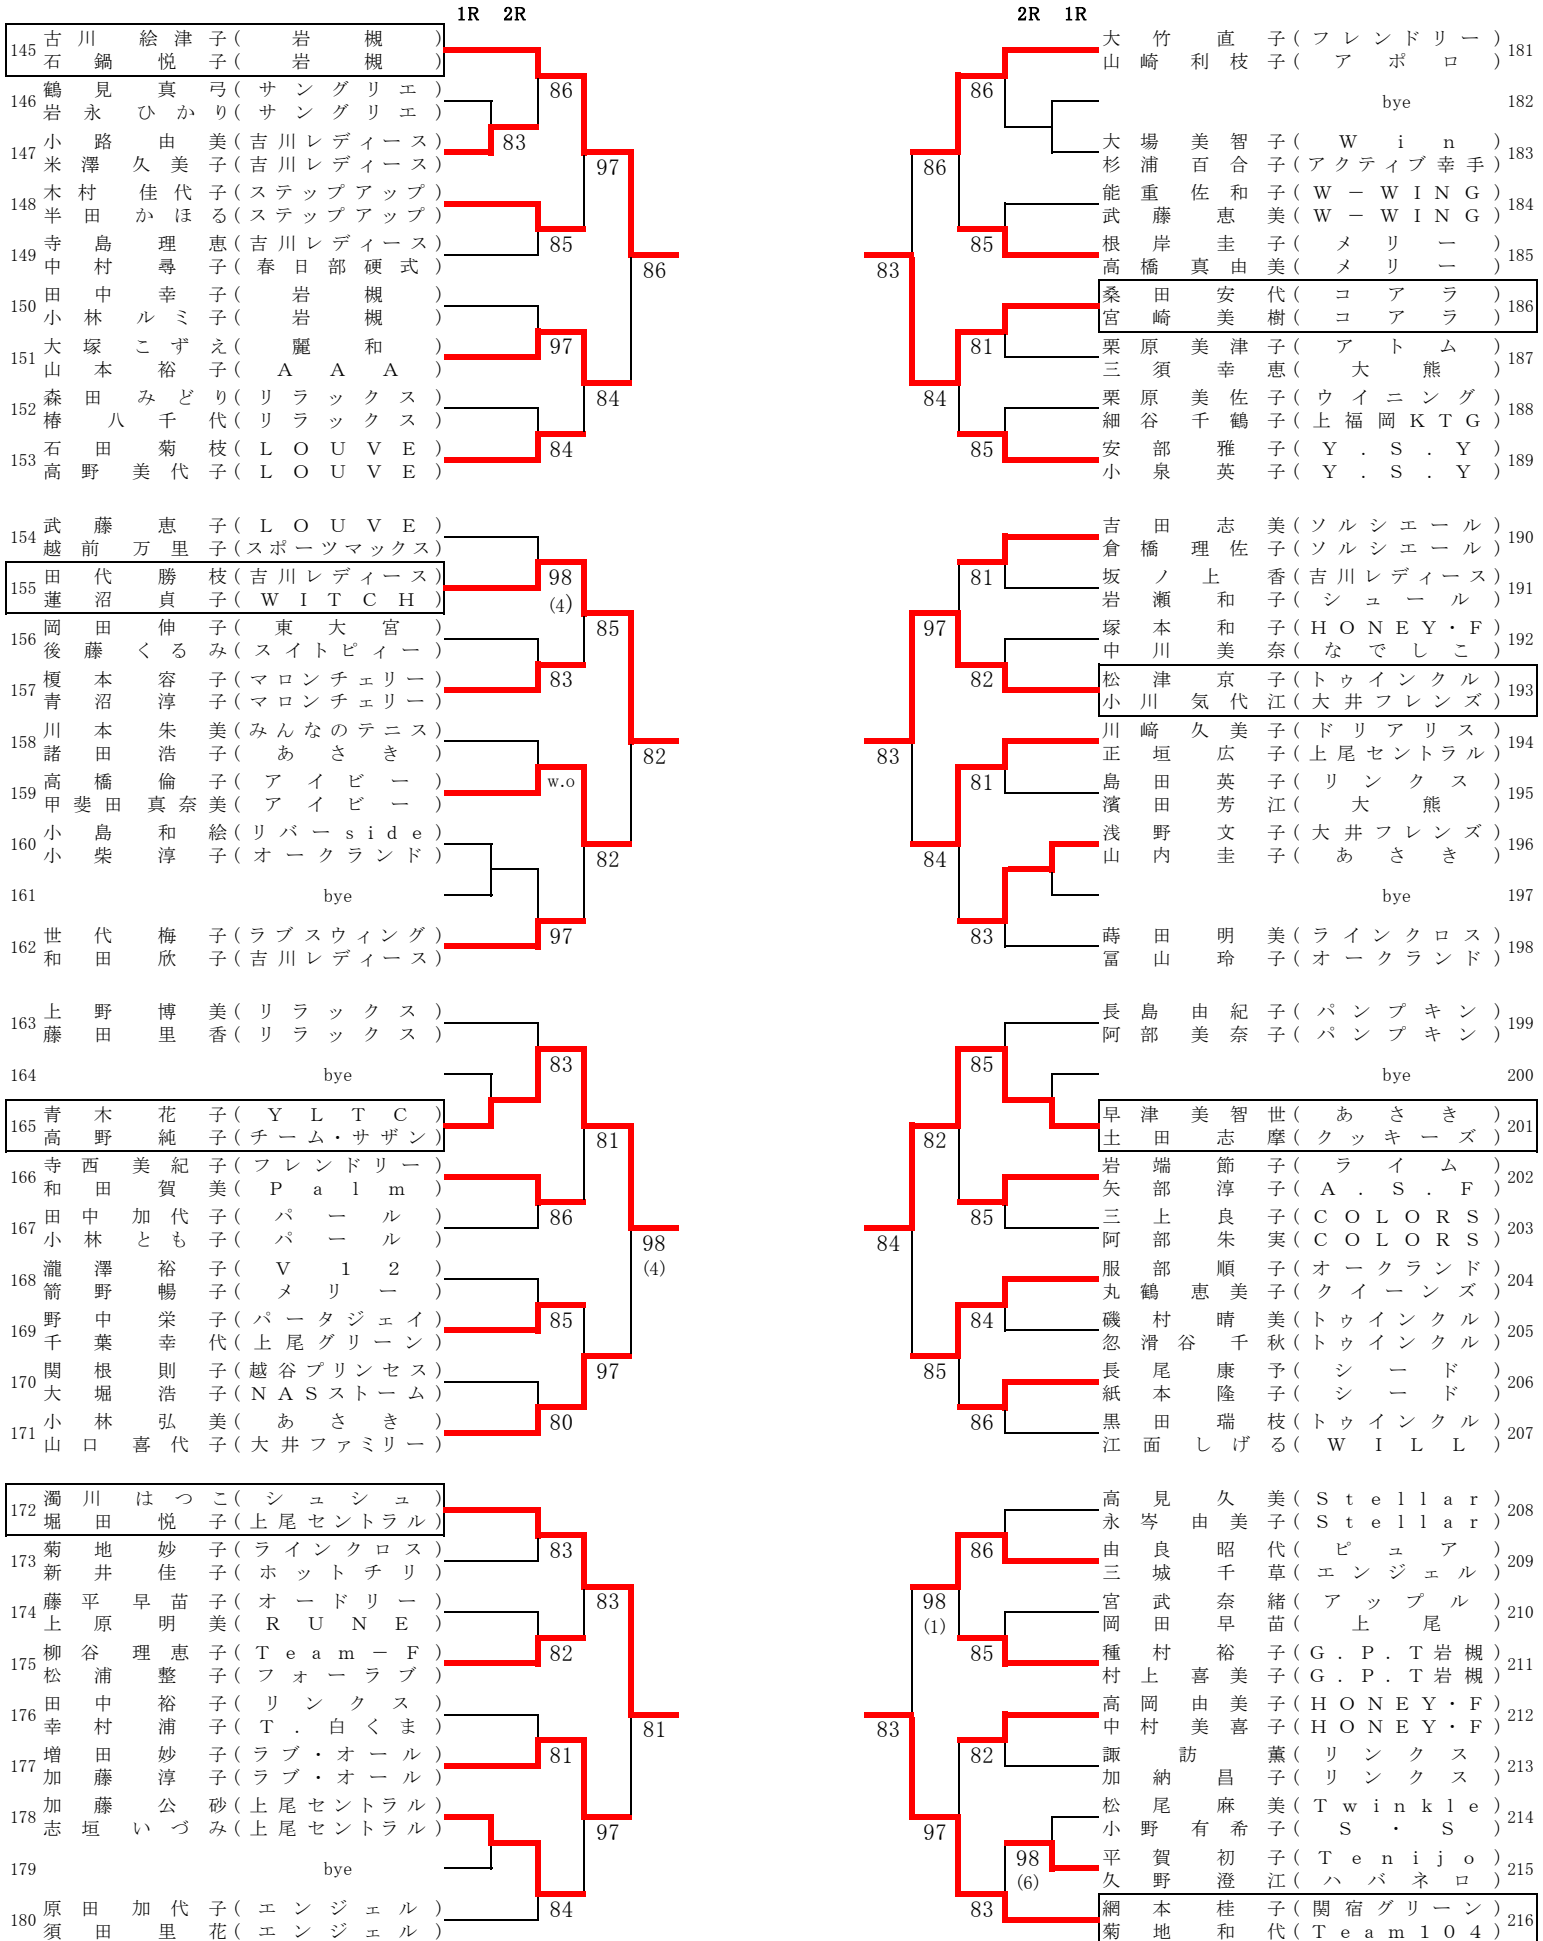 1R 2R
145 古川 絵津子(岩槻)
石鍋 悦子(岩槻)
146 鶴見 真弓(サングリエ)
岩永 ひかり(サングリエ)
147 小路 由美(吉川レディース)
米澤 久美子(吉川レディース)
148 木村 佳代子(ステップアップ)
半田 かほる(ステップアップ)
149 寺島 理恵(吉川レディース)
中村 尋子(春日部硬式)
150 田中 幸子(岩槻)
小林 ルミ子(岩槻)
151 大塚 こずえ(麗和)
山本 裕子(AAA)
152 森田 みどり(リラックス)
椿 八千代(リラックス)
153 石田 菊枝(LOUVE)
高野 美代子(LOUVE)
86
83
97
85
86
97
84
84
154 武藤 恵子(LOUVE)
越前 万里子(スポーツマックス)
155 田代 勝枝(吉川レディース)
蓮沼 貞子(WITCH)
156 岡田 伸子(東大宮)
後藤 くるみ(スイトピィー)
157 榎本 容子(マロンチェリー)
青沼 淳子(マロンチェリー)
158 川本 朱美(みんなのテニス)
諸田 浩子(あさき)
159 高橋 倫子(アイビー)
甲斐田 真奈美(アイビー)
160 小島 和絵(リバーside)
小柴 淳子(オークランド)
161 bye
162 世代 梅子(ラブスウィング)
和田 欣子(吉川レディース)
98
(4)
85
83
82
w.o
82
97
163 上野 博美(リラックス)
藤田 里香(リラックス)
164 bye
165 青木 花子(YLTC)
高野 純子(チーム・サザン)
166 寺西 美紀子(フレンドリー)
和田 賀美(Palm)
167 田中 加代子(パール)
小林 とも子(パール)
168 瀧澤 裕子(V12)
箭野 暢子(メリー)
169 野中 栄子(パータジェイ)
千葉 幸代(上尾グリーン)
170 関根 則子(越谷プリンセス)
大堀 浩子(NASストーム)
171 小林 弘美(あさき)
山口 喜代子(大井ファミリー)
83
81
86
98
(4)
85
97
80
172 濁川 はつこ(シュシュ)
堀田 悦子(上尾セントラル)
173 菊地 妙子(ラインクロス)
新井 佳子(ホットチリ)
174 藤平 早苗子(オードリー)
上原 明美(RUNE)
175 柳谷 理恵子(Team－F)
松浦 整子(フォーラブ)
176 田中 裕子(リンクス)
幸村 浦子(T.白くま)
177 増田 妙子(ラブ・オール)
加藤 淳子(ラブ・オール)
178 加藤 公砂(上尾セントラル)
志垣 いづみ(上尾セントラル)
179 bye
180 原田 加代子(エンジェル)
須田 里花(エンジェル)
83
83
82
81
81
97
84
2R 1R
大竹 直子(フレンドリー) 181
山崎 利枝子(アポロ)
bye 182
大場 美智子(Win) 183
杉浦 百合子(アクティブ幸手)
能重 佐和子(W－WING) 184
武藤 恵美(W－WING)
根岸 圭子(メリー) 185
高橋 真由美(メリー)
桑田 安代(コアラ) 186
宮崎 美樹(コアラ)
栗原 美津子(アトム) 187
三須 幸恵(大熊)
栗原 美佐子(ウイニング) 188
細谷 千鶴子(上福岡KTG)
安部 雅子(Y.S.Y) 189
小泉 英子(Y.S.Y)
86
86
85
83
81
84
85
吉田 志美(ソルシエール) 190
倉橋 理佐子(ソルシエール)
坂ノ上 香(吉川レディース) 191
岩瀬 和子(シュール)
塚本 和子(HONEY・F) 192
中川 美奈(なでしこ)
松津 京子(トゥインクル) 193
小川 気代江(大井フレンズ)
川﨑 久美子(ドリアリス) 194
正垣 広子(上尾セントラル)
島田 英子(リンクス) 195
濱田 芳江(大熊)
浅野 文子(大井フレンズ) 196
山内 圭子(あさき)
bye 197
蒔田 明美(ラインクロス) 198
冨山 玲子(オークランド)
81
97
82
83
81
84
83
長島 由紀子(パンプキン) 199
阿部 美奈子(パンプキン)
bye 200
早津 美智世(あさき) 201
土田 志摩(クッキーズ)
岩端 節子(ライム) 202
矢部 淳子(A.S.F)
三上 良子(COLORS) 203
阿部 朱実(COLORS)
服部 順子(オークランド) 204
丸鶴 恵美子(クイーンズ)
磯村 晴美(トゥインクル) 205
忽滑谷 千秋(トゥインクル)
長尾 康予(シード) 206
紙本 隆子(シード)
黒田 瑞枝(トゥインクル) 207
江面 しげる(WILL)
85
82
85
84
84
85
86
高見 久美(Stellar) 208
永岑 由美子(Stellar)
由良 昭代(ピュア) 209
三城 千草(エンジェル)
宮武 奈緒(アップル) 210
岡田 早苗(上尾)
種村 裕子(G.P.T岩槻) 211
村上 喜美子(G.P.T岩槻)
高岡 由美子(HONEY・F) 212
中村 美喜子(HONEY・F)
諏訪 薫(リンクス) 213
加納 昌子(リンクス)
松尾 麻美(Twinkle) 214
小野 有希子(S・S)
平賀 初子(Tenijo) 215
久野 澄江(ハバネロ)
網本 桂子(関宿グリーン) 216
菊地 和代(Team104)
86
98
(1)
85
83
82
97
98
(6)
83